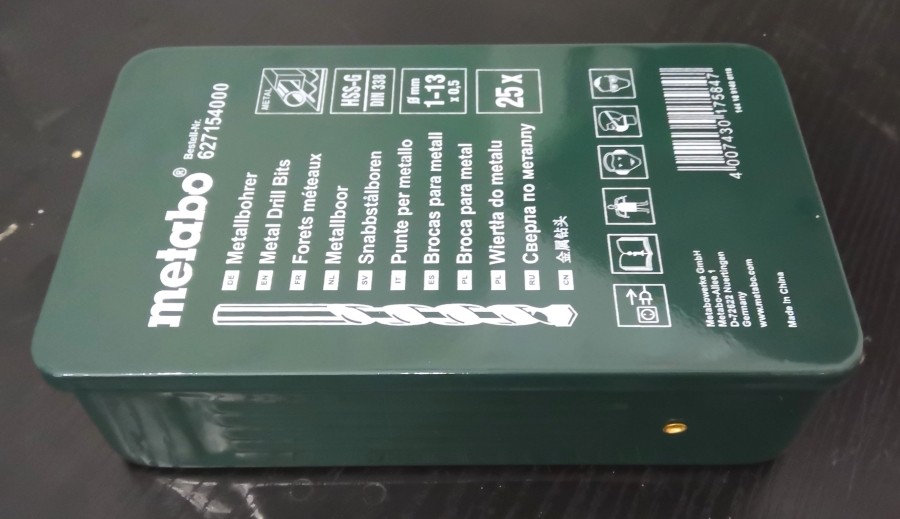 metabo®
Bestell-Nr.
627154000
DE Metallbohrer
EN Metal Drill Bits
FR Forets méteaux
NL Metallboor
SV Snabbstålboren
IT Punte per metallo
ES Brocas para metall
PL Broca para metal
PL Wiertła do metalu
RU Сверла по металлу
CN 金属钻头
METAL
HSS-G
DIN 338
Ø mm
1-13
x 0,5
25 x
4 007430 175847
Metabowerke GmbH
Metabo-Allee 1
D-72622 Nuertingen
Germany
www.metabo.com
Made in China